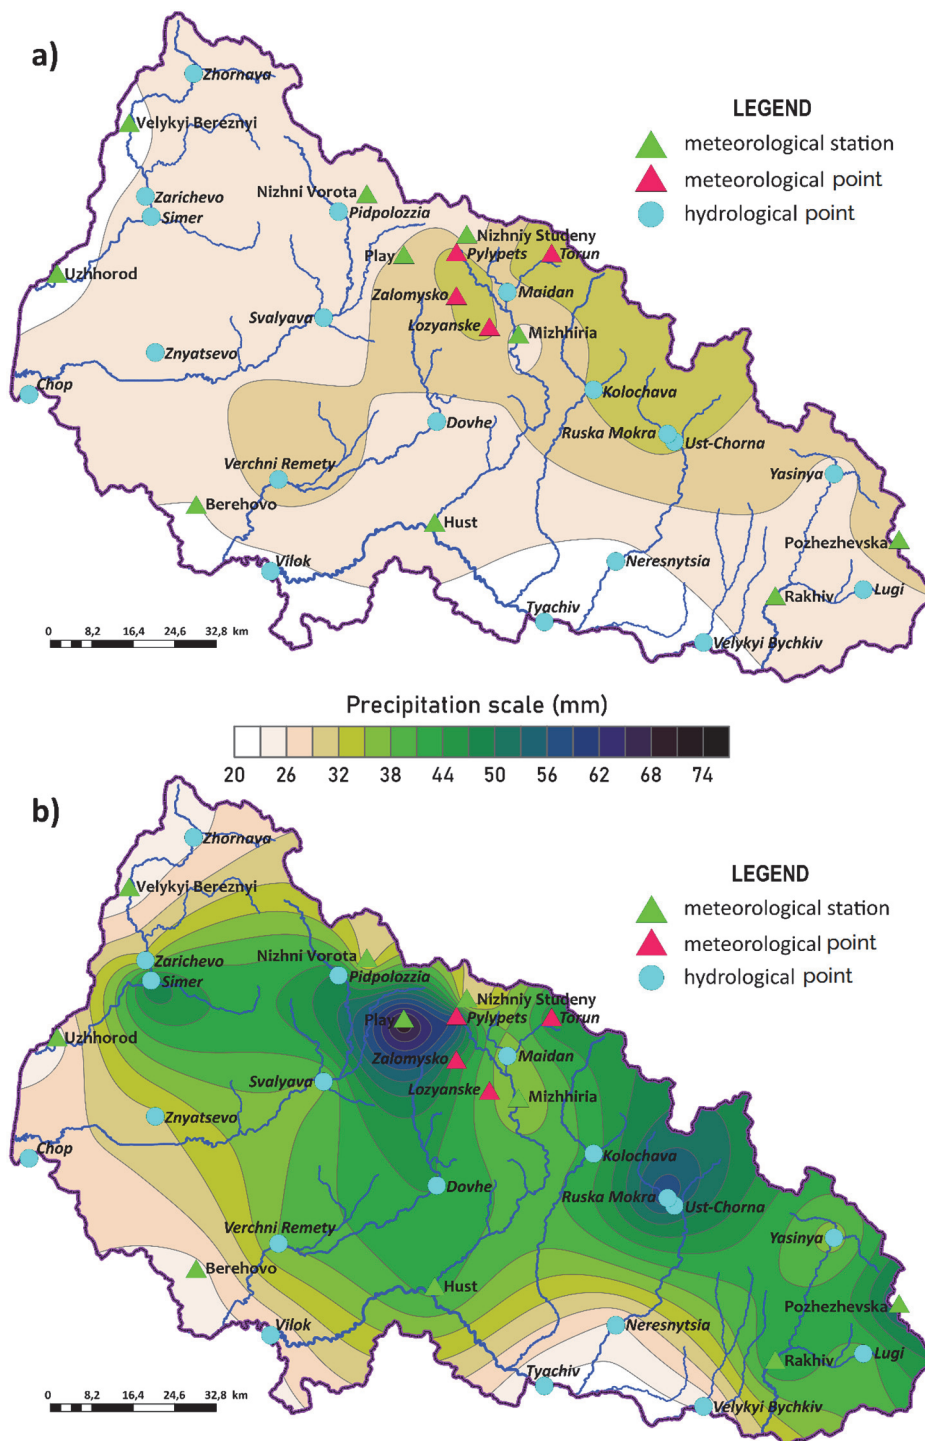 a)
Zhornava
LEGEND
Velykyi Bereznyi
meteorological station
meteorological point
Nizhni Vorota
Zarichevo
Pidpolozzia
hydrological point
Simer
Nizhniy Studeny
Play
Pylypets
Torun
Uzhhorod
Zalomysko
Maidan
Svalyava
Lozyanske
Mizhhiria
Znyatsevo
Chop
Kolochava
Dovhe
Ruska Mokra
Ust-Chorna
Verchni Remety
Yasinya
Berehovo
Hust
Pozhezhevska
Vilok
Neresnytsia
Rakhiv
Lugi
Tyachiv
0 8,2 16,4 24,6 32,8 km
Velykyi Bychkiv
Precipitation scale (mm)
20 26 32 38 44 50 56 62 68 74
b)
Zhornava
LEGEND
Velykyi Bereznyi
meteorological station
meteorological point
Nizhni Vorota
Zarichevo
Pidpolozzia
hydrological point
Simer
Nizhniy Studeny
Play
Pylypets
Torun
Uzhhorod
Zalomysko
Maidan
Svalyava
Lozyanske
Mizhhiria
Znyatsevo
Chop
Kolochava
Dovhe
Ruska Mokra
Ust-Chorna
Verchni Remety
Yasinya
Berehovo
Hust
Pozhezhevska
Vilok
Neresnytsia
Rakhiv
Lugi
Tyachiv
0 8,2 16,4 24,6 32,8 km
Velykyi Bychkiv